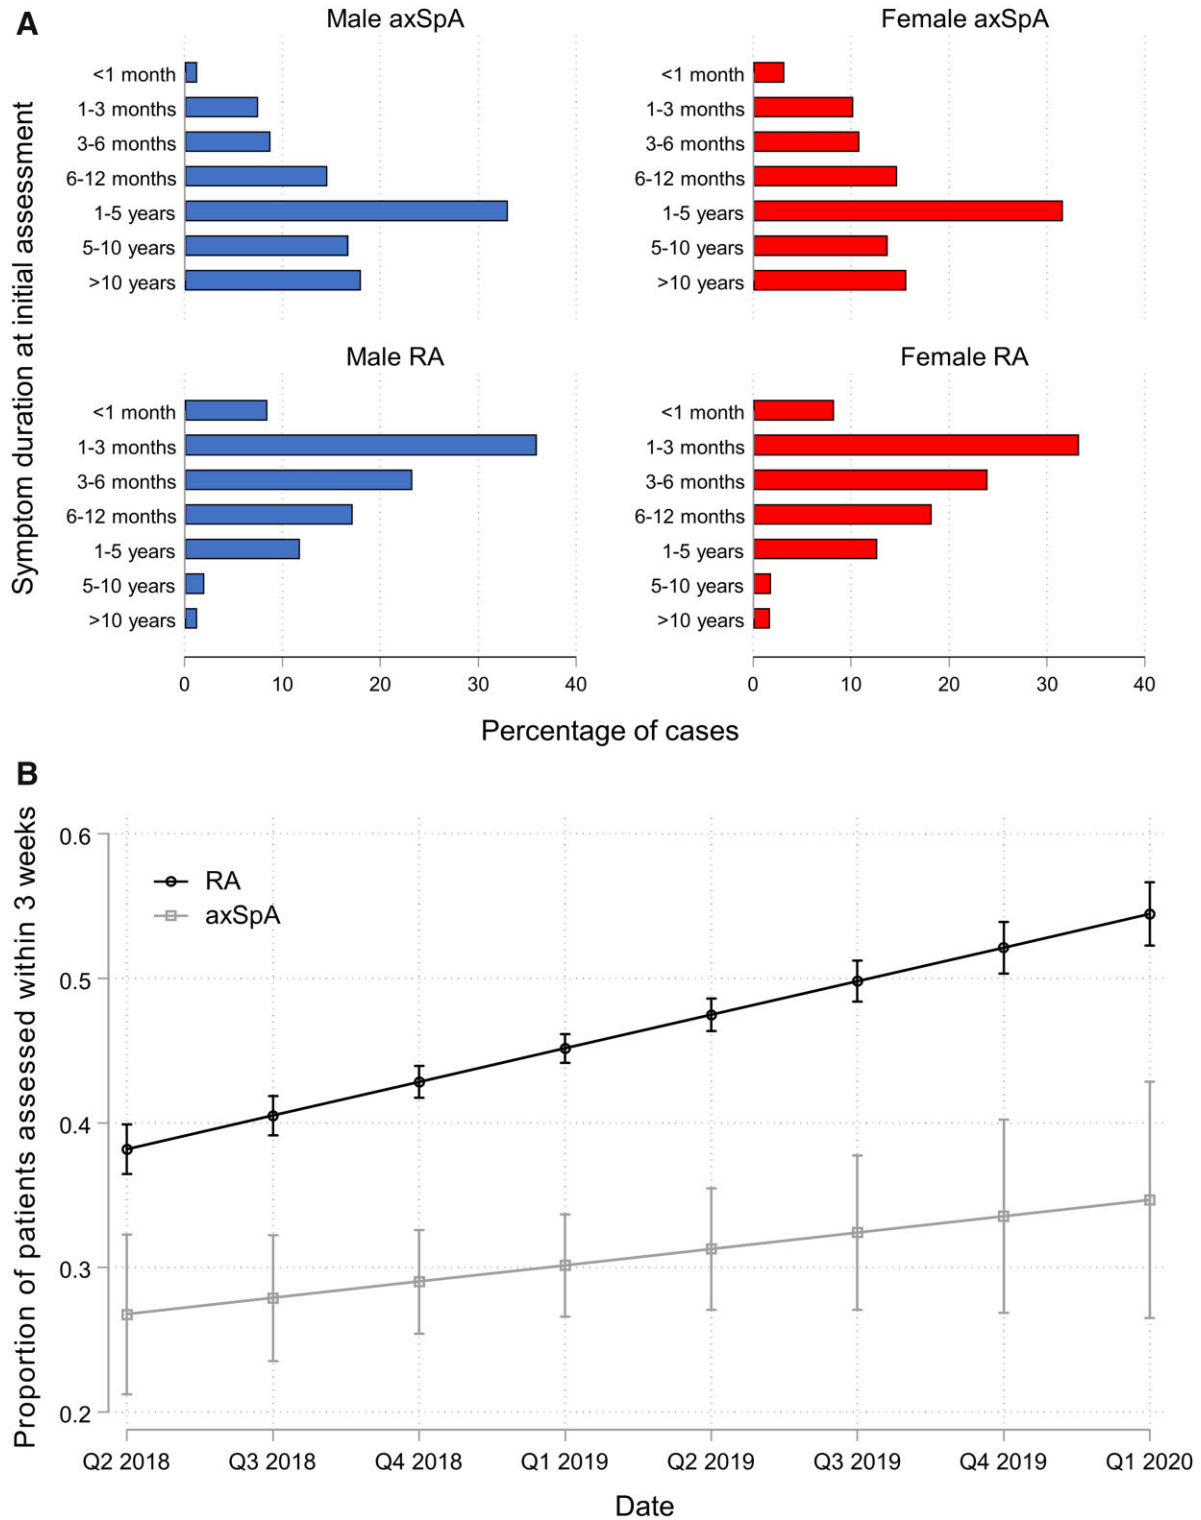 A
Male axSpA
Female axSpA
Symptom duration at initial assessment
<1 month
1-3 months
3-6 months
6-12 months
1-5 years
5-10 years
>10 years
<1 month
1-3 months
3-6 months
6-12 months
1-5 years
5-10 years
>10 years
Male RA
Female RA
<1 month
1-3 months
3-6 months
6-12 months
1-5 years
5-10 years
>10 years
<1 month
1-3 months
3-6 months
6-12 months
1-5 years
5-10 years
>10 years
0 10 20 30 40
0 10 20 30 40
Percentage of cases
B
Proportion of patients assessed within 3 weeks
0.6
0.5
0.4
0.3
0.2
RA
axSpA
Q2 2018 Q3 2018 Q4 2018 Q1 2019 Q2 2019 Q3 2019 Q4 2019 Q1 2020
Date